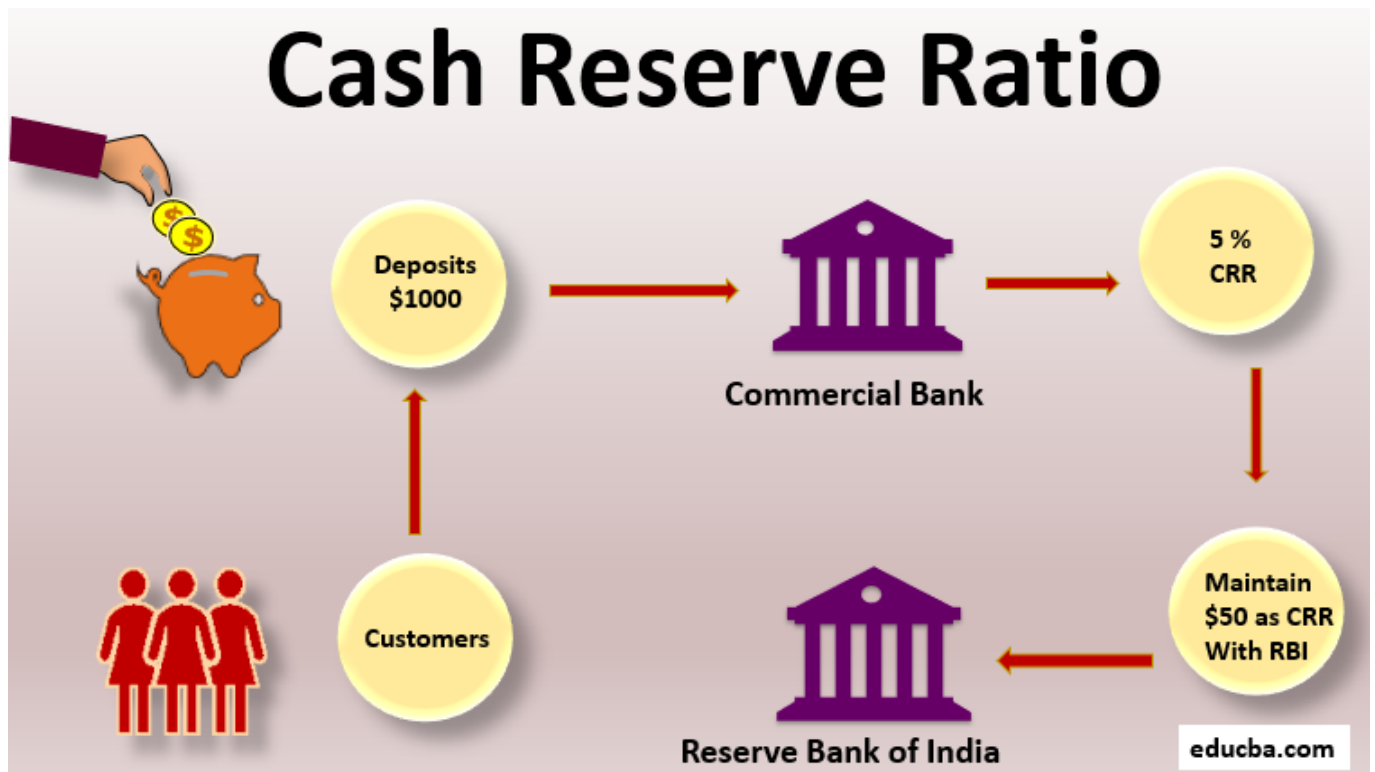 Cash Reserve Ratio
$
$
Deposits
$1000
Commercial Bank
5 %
CRR
Customers
Maintain
$50 as CRR
With RBI
Reserve Bank of India
educba.com